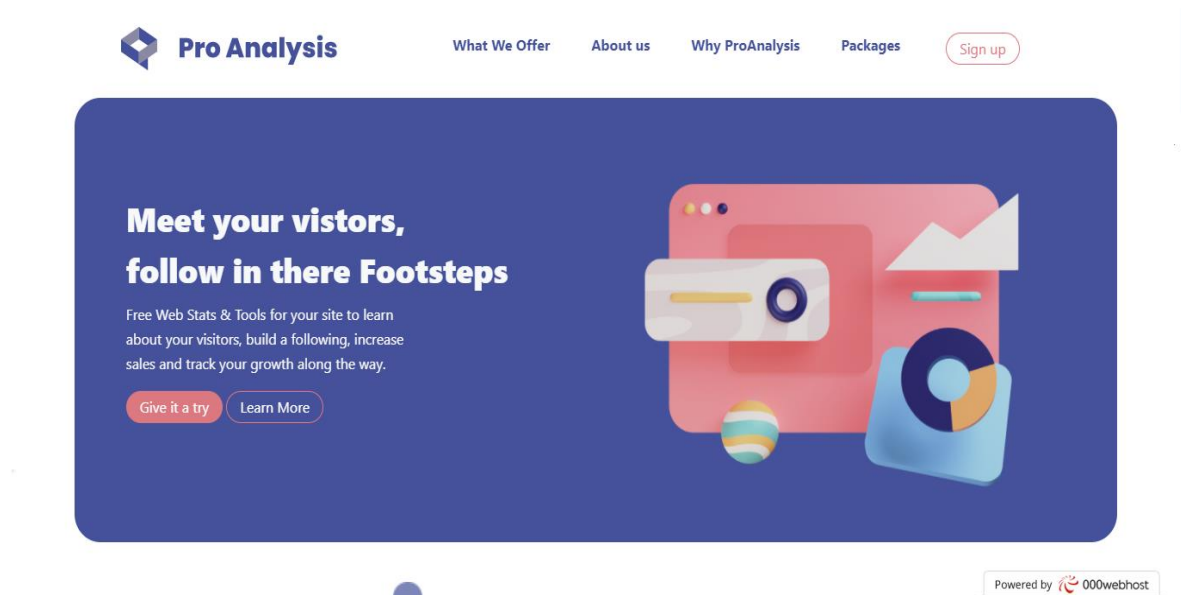 Pro Analysis
What We Offer
About us
Why ProAnalysis
Packages
Sign up
Meet your vistors,
follow in there Footsteps
Free Web Stats & Tools for your site to learn
about your visitors, build a following, increase
sales and track your growth along the way.
Give it a try
Learn More
Powered by 000webhost